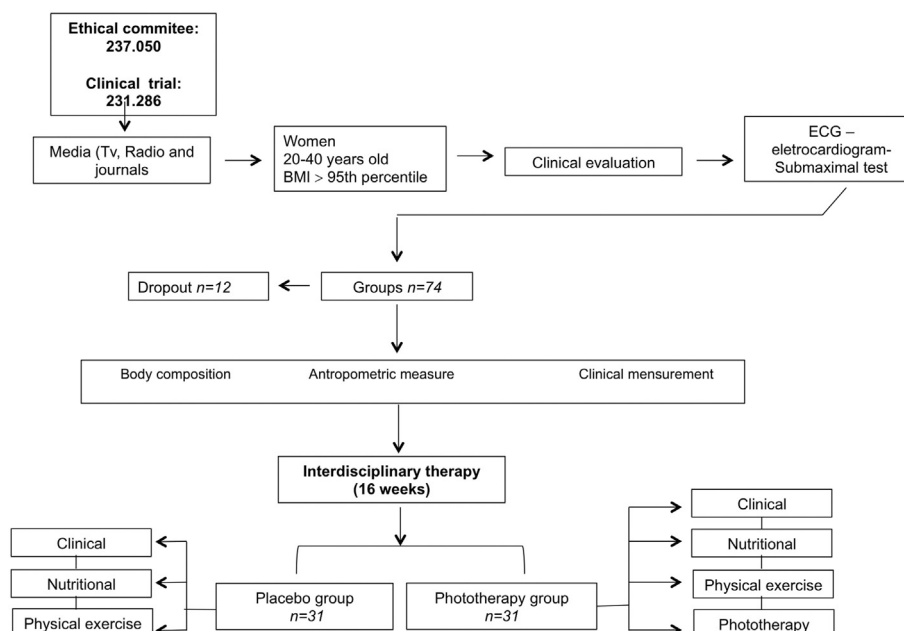 Ethical commitee:
237.050
Clinical trial:
231.286
Media (Tv, Radio and
journals
Women
20-40 years old
BMI > 95th percentile
Clinical evaluation
ECG –
eletrocardiogram-
Submaximal test
Dropout n=12
Groups n=74
Body composition
Antropometric measure
Clinical mensurement
Interdisciplinary therapy
(16 weeks)
Clinical
Nutritional
Physical exercise
Placebo group
n=31
Phototherapy group
n=31
Clinical
Nutritional
Physical exercise
Phototherapy